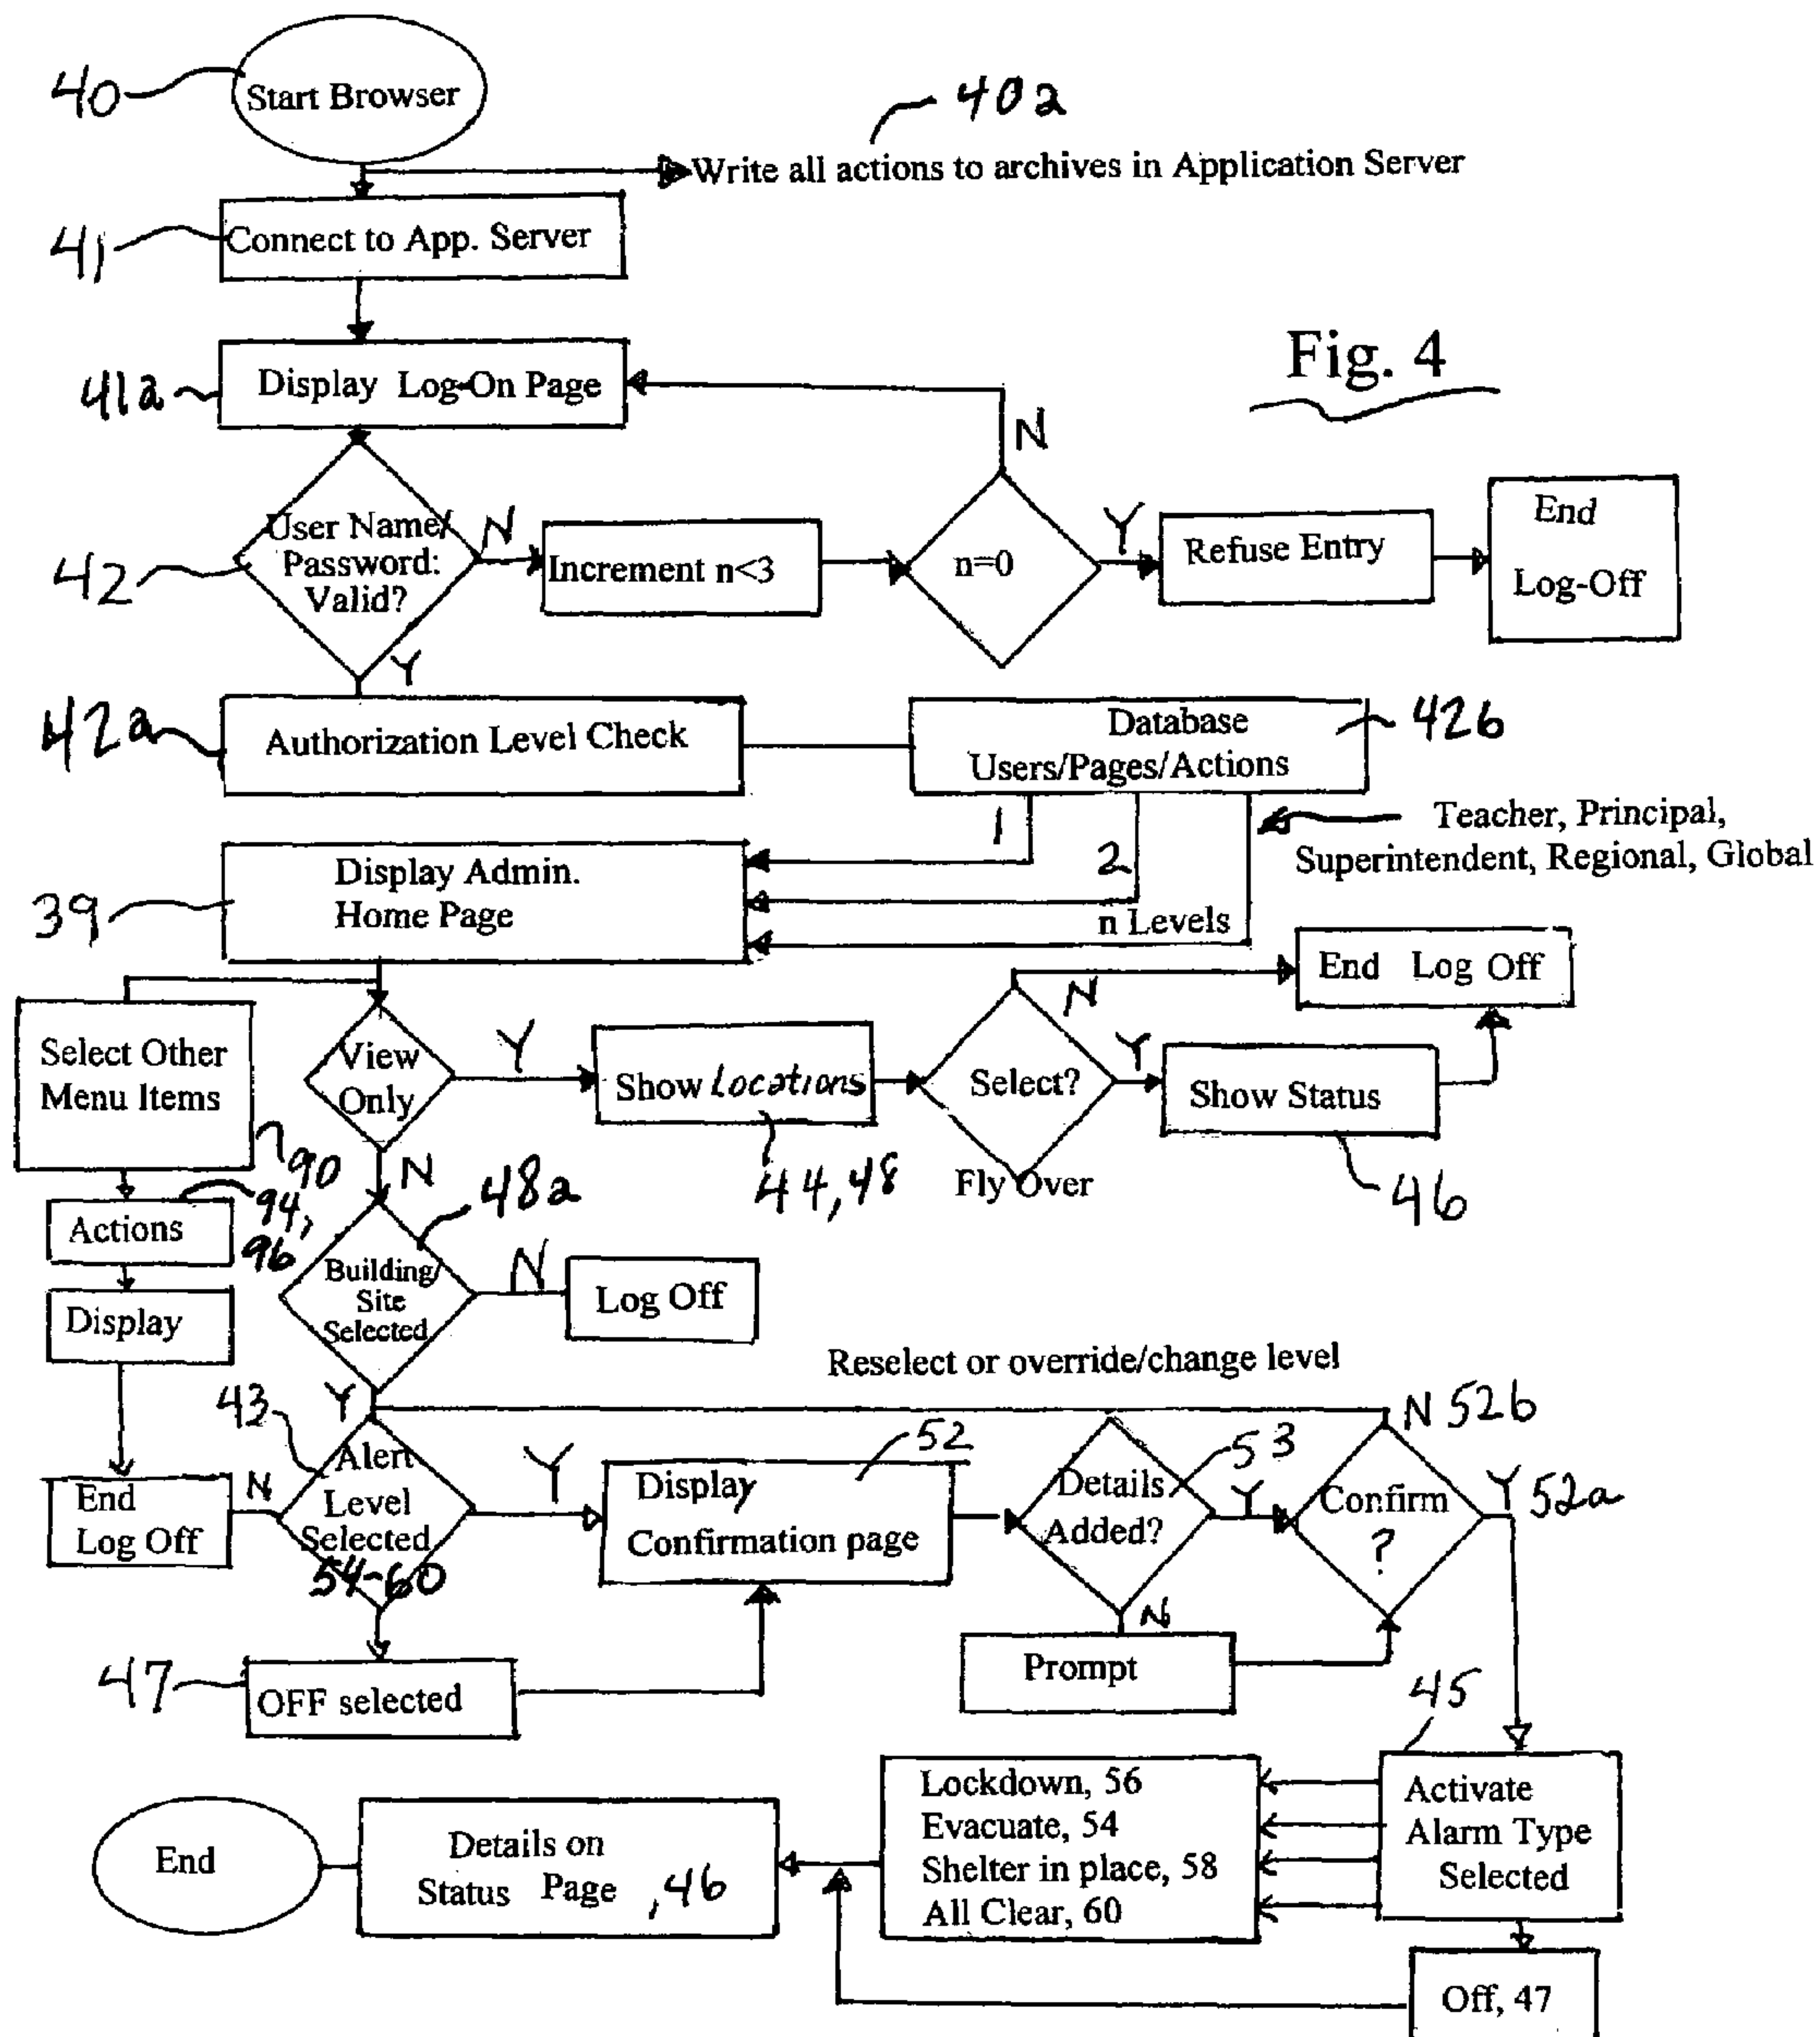 40
Start Browser
402
Write all actions to archives in Application Server
41
Connect to App. Server
Fig. 4
41a
Display Log-On Page
N
42
User Name/
Password:
Valid?
N
Increment n<3
n=0
Y
Refuse Entry
End
Log-Off
Y
42a
Authorization Level Check
Database
Users/Pages/Actions
42b
1
2
n Levels
Teacher, Principal,
Superintendent, Regional, Global
39
Display Admin.
Home Page
Select Other
Menu Items
90
View
Only
Y
Show Locations
44, 48
Select?
Fly Over
N
End Log Off
Y
Show Status
46
N
48a
Actions
94,
96
Building/
Site
Selected
N
Log Off
Display
Reselect or override/change level
43
Y
Alert
Level
Selected
54-60
N
End
Log Off
Y
52
Display
Confirmation page
53
Details
Added?
Y
N
Prompt
N 52b
Confirm
?
Y 52a
47
OFF selected
45
Activate
Alarm Type
Selected
Lockdown, 56
Evacuate, 54
Shelter in place, 58
All Clear, 60
Details on
Status Page , 46
End
Off, 47